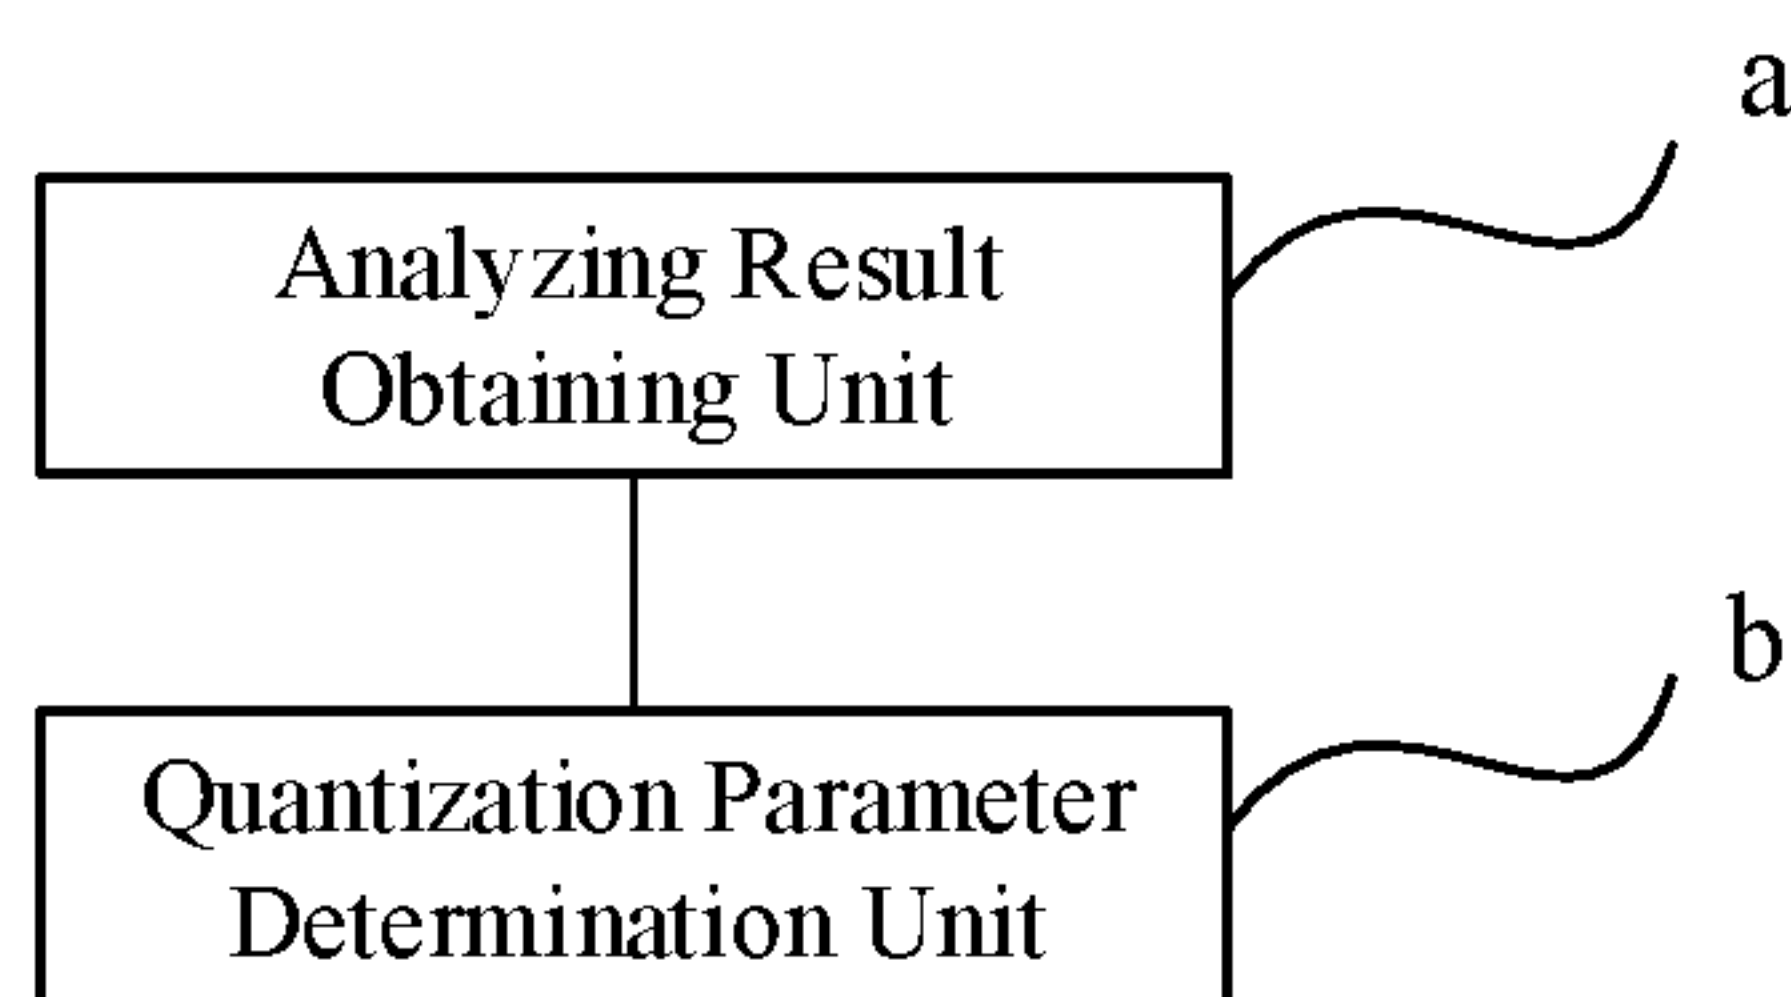 a
Analyzing Result
Obtaining Unit
b
Quantization Parameter
Determination Unit